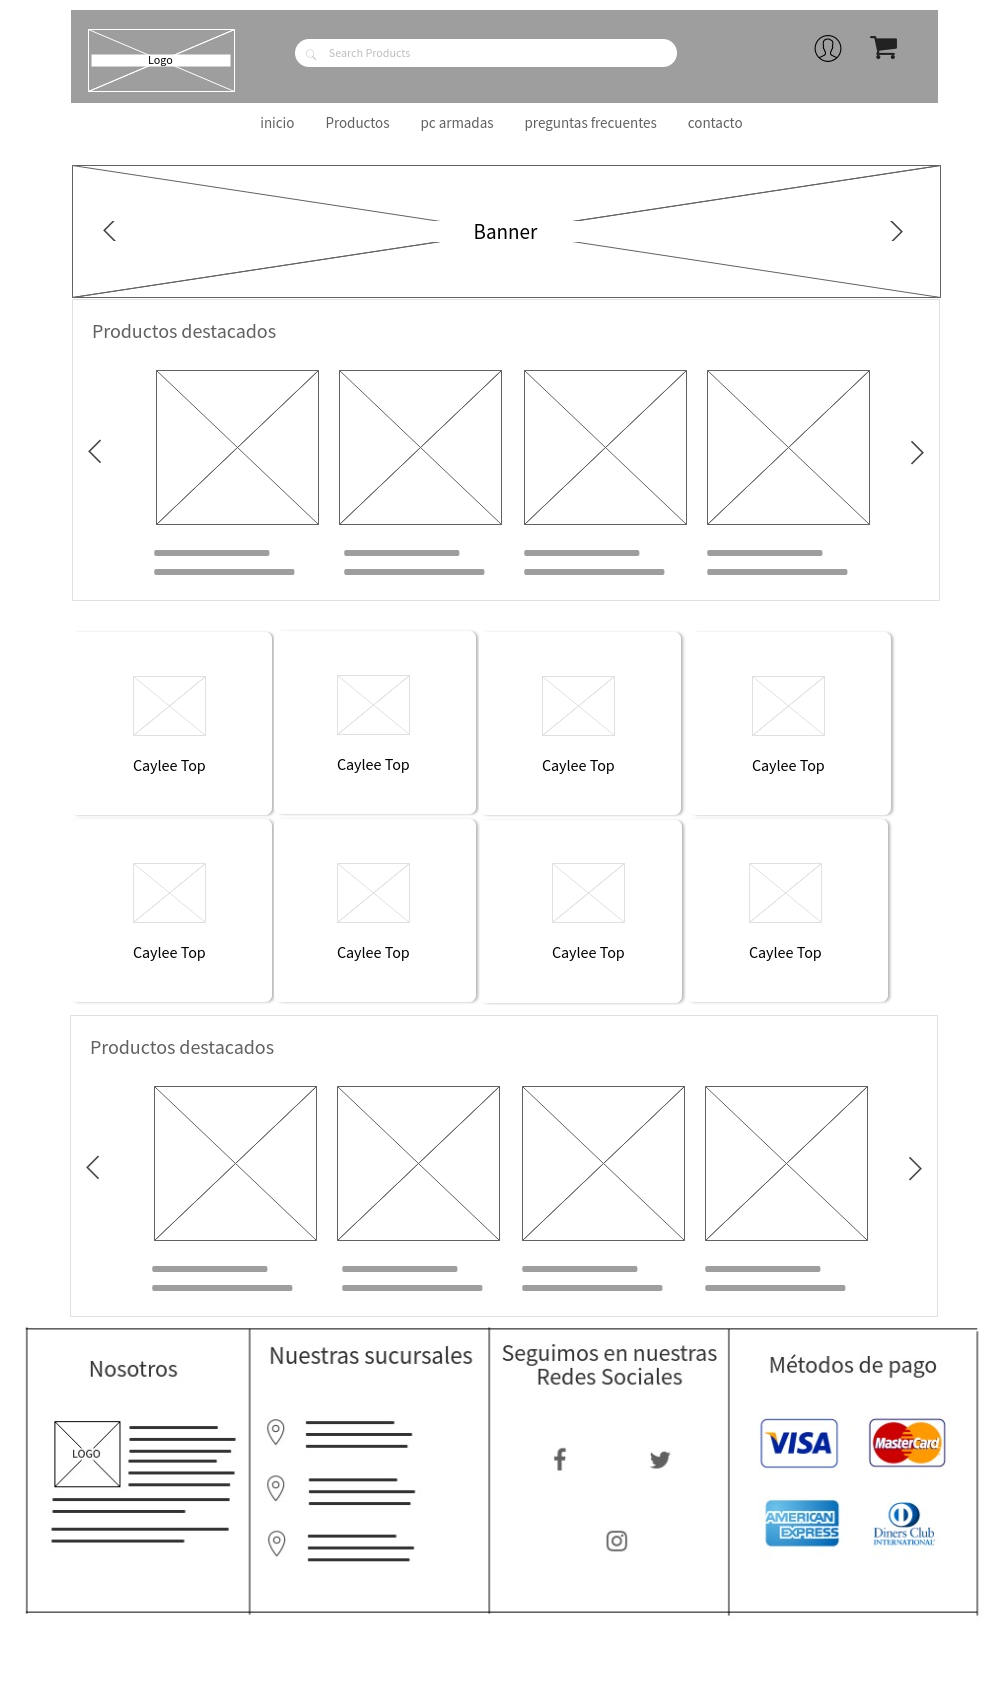 Logo
Search Products
inicio
Productos
pc armadas
preguntas frecuentes
contacto
Banner
Productos destacados
Caylee Top
Caylee Top
Caylee Top
Caylee Top
Caylee Top
Caylee Top
Caylee Top
Caylee Top
Productos destacados
Nosotros
LOGO
Nuestras sucursales
Seguimos en nuestras
Redes Sociales
Métodos de pago
VISA
MasterCard
AMERICAN
EXPRESS
Diners Club
INTERNATIONAL